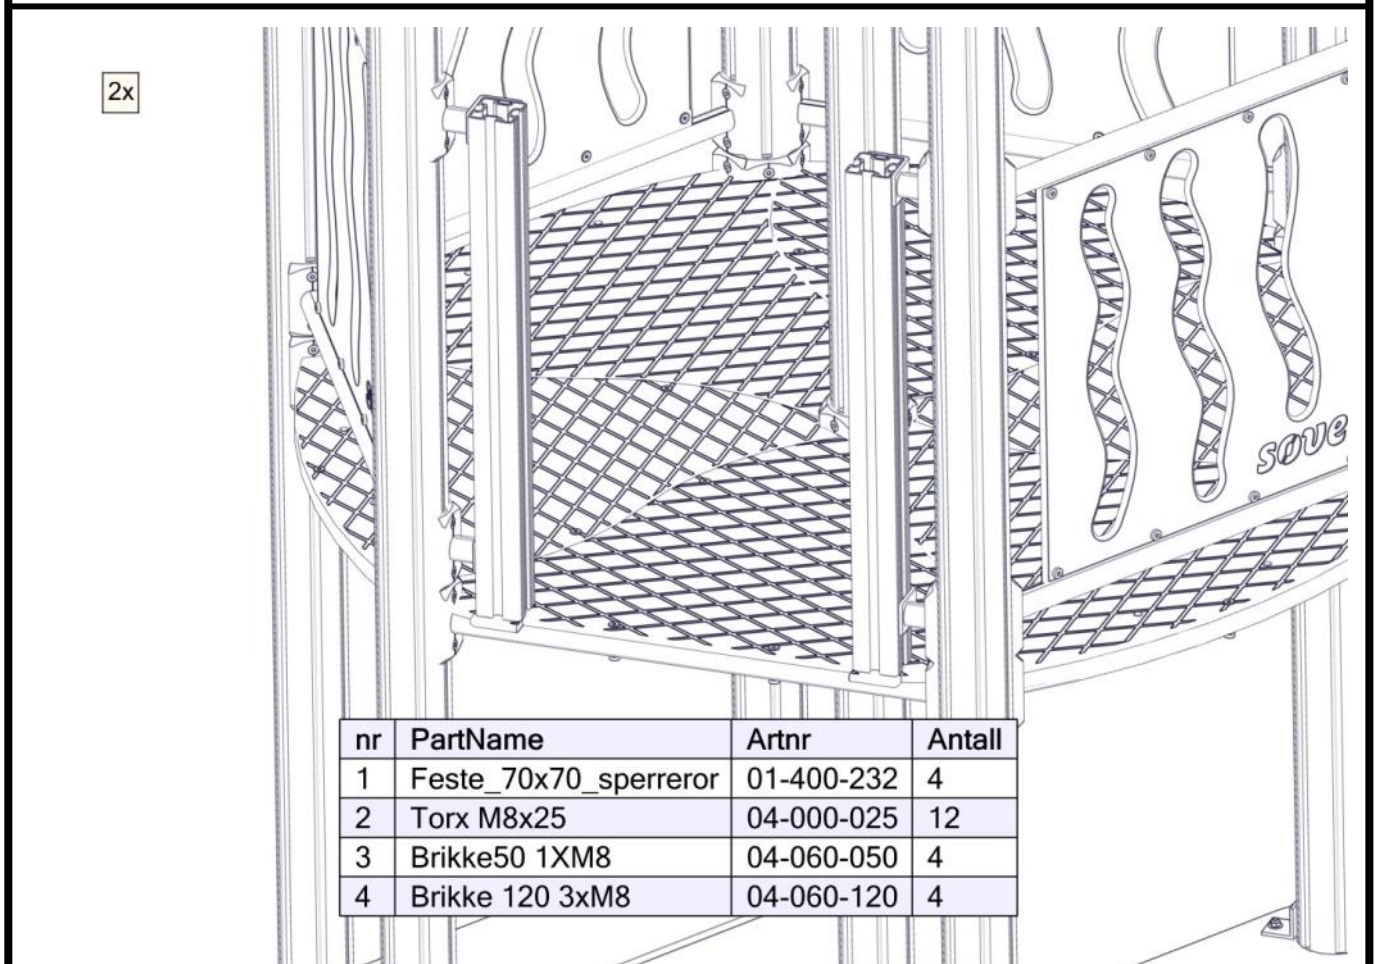 2x
søve
nr PartName Artnr Antall
1 Feste_70x70_sperreror 01-400-232 4
2 Torx M8x25 04-000-025 12
3 Brikke50 1XM8 04-060-050 4
4 Brikke 120 3xM8 04-060-120 4